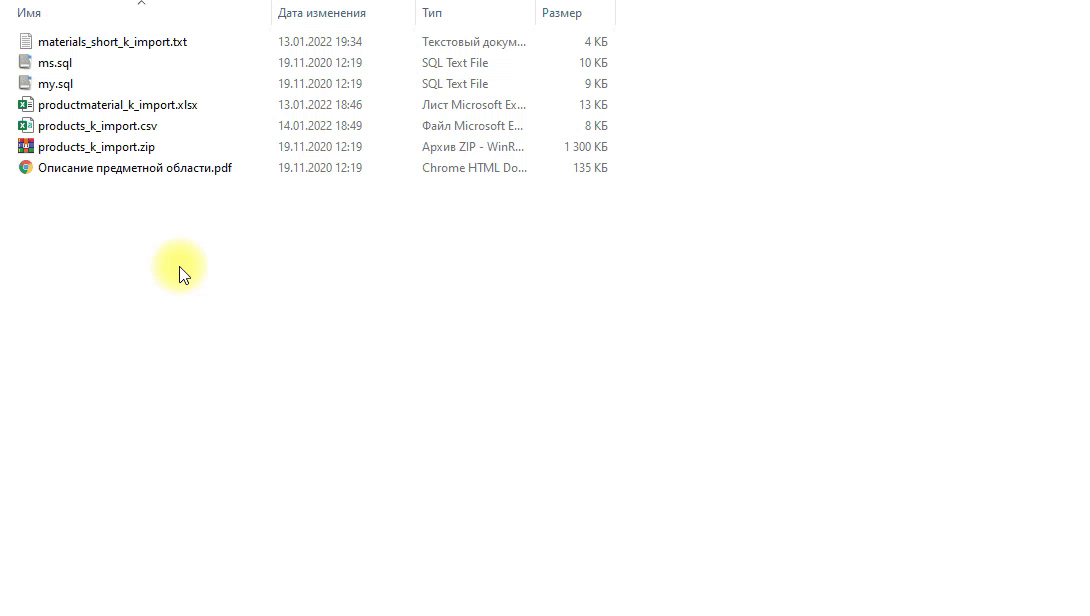 Имя Дата изменения Тип Размер
materials_short_k_import.txt 13.01.2022 19:34 Текстовый докум... 4 КБ
ms.sql 19.11.2020 12:19 SQL Text File 10 КБ
my.sql 19.11.2020 12:19 SQL Text File 9 КБ
productmaterial_k_import.xlsx 13.01.2022 18:46 Лист Microsoft Ex... 13 КБ
products_k_import.csv 14.01.2022 18:49 Файл Microsoft E... 8 КБ
products_k_import.zip 19.11.2020 12:19 Архив ZIP - WinR... 1 300 КБ
Описание предметной области.pdf 19.11.2020 12:19 Chrome HTML Do... 135 КБ